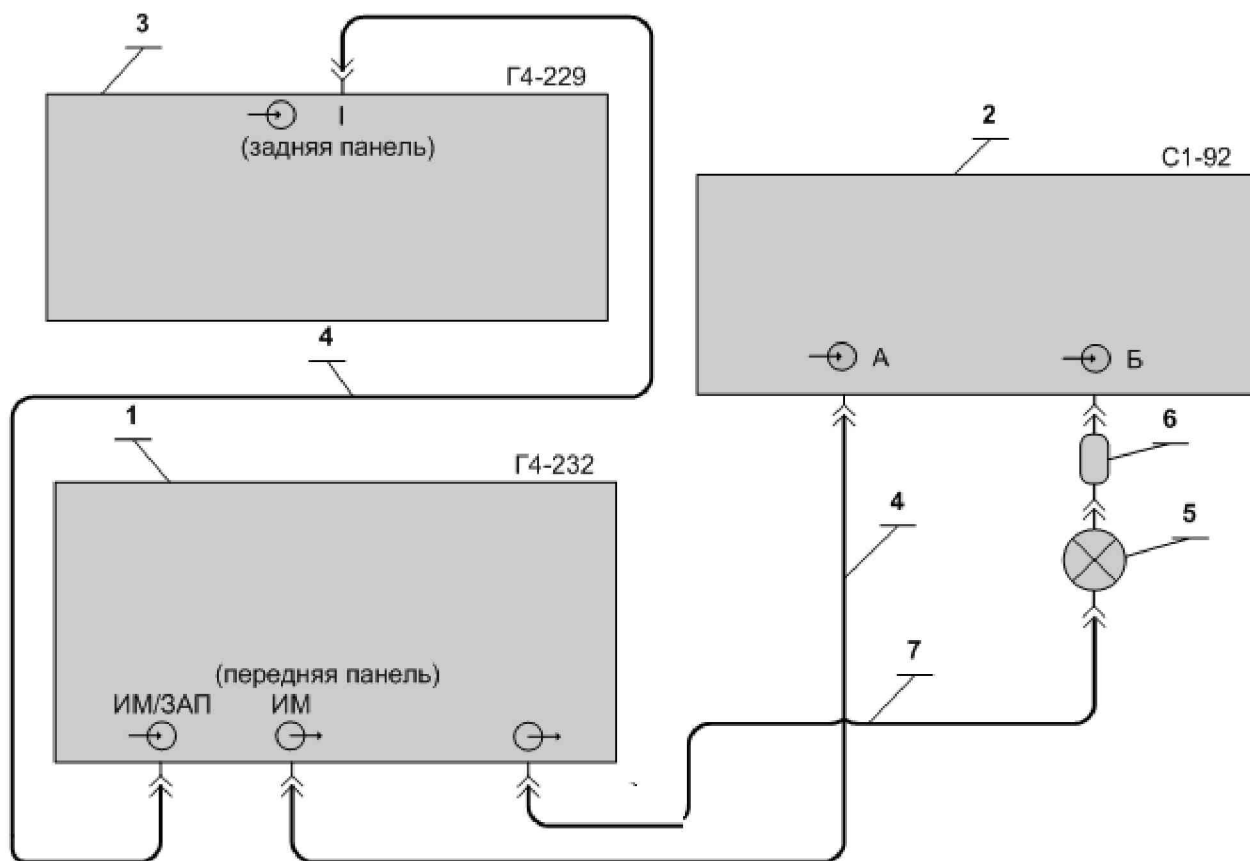 3
Г4-229
I
(задняя панель)
2
С1-92
4
А
Б
1
Г4-232
6
4
5
(передняя панель)
7
ИМ/ЗАП
ИМ